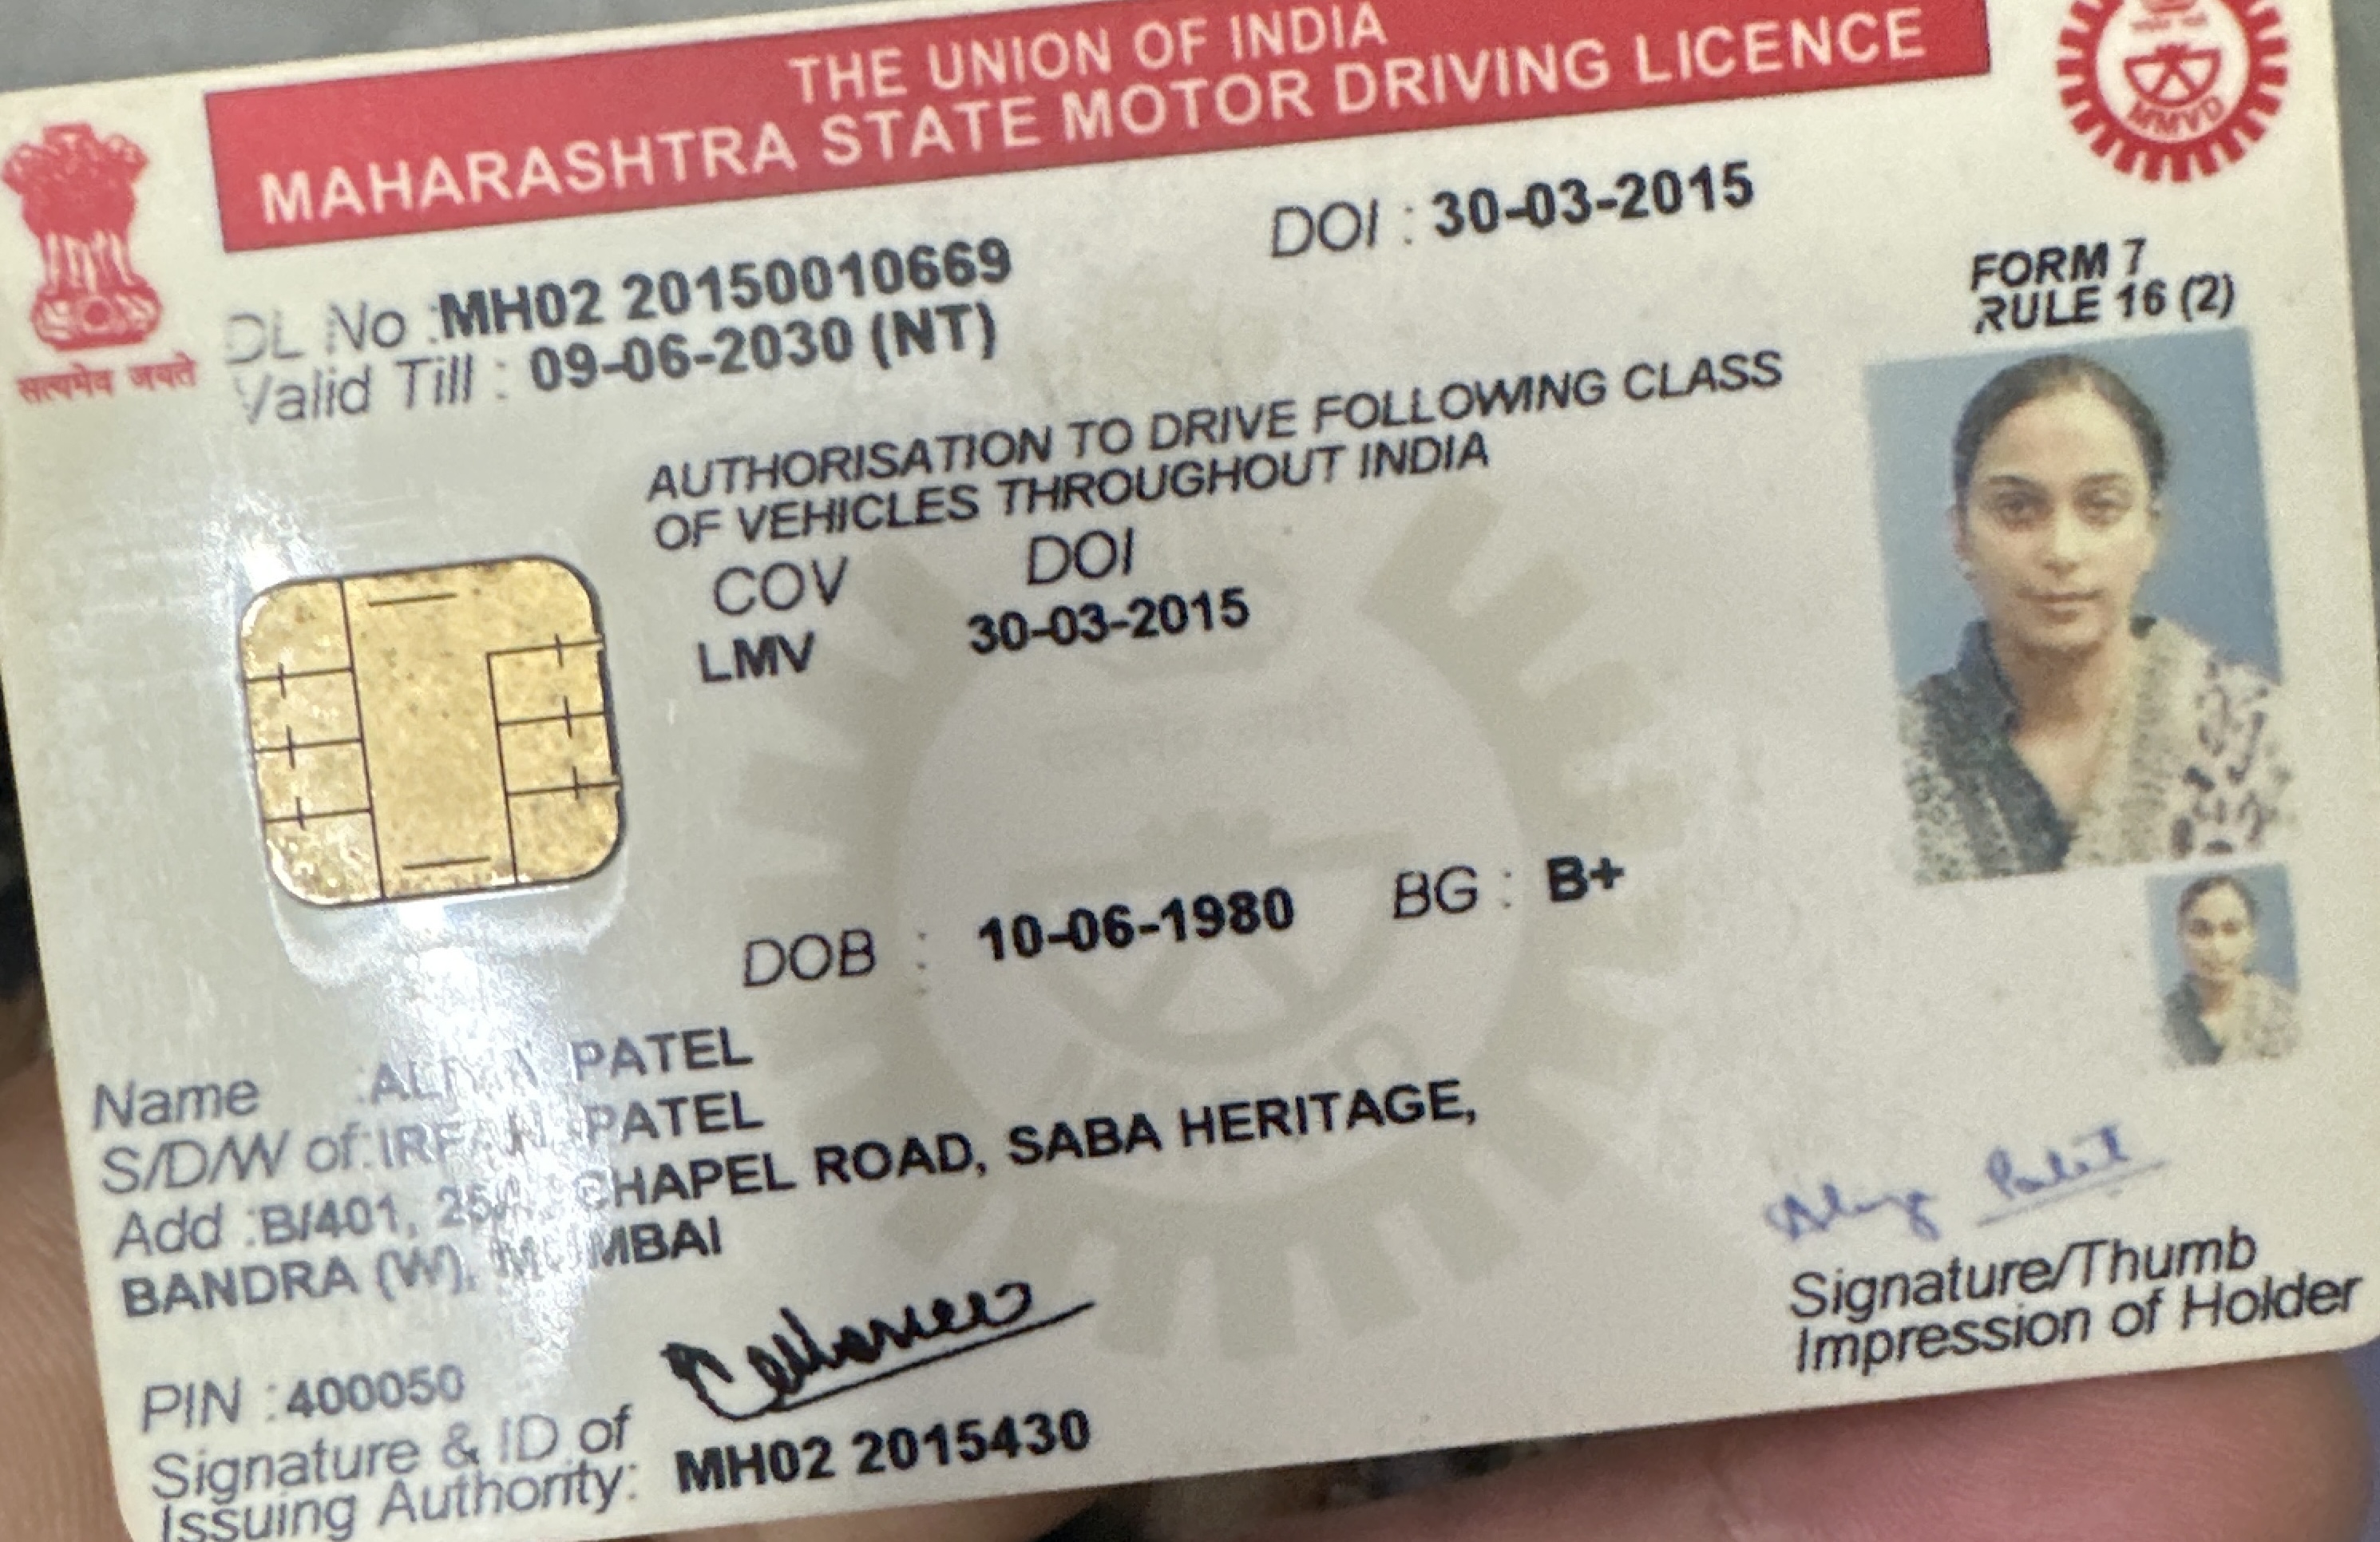 THE UNION OF INDIA
MAHARASHTRA STATE MOTOR DRIVING LICENCE
MMVD
सत्यमेव जयते
DL No :MH02 20150010669
DOI : 30-03-2015
Valid Till : 09-06-2030 (NT)
FORM 7
RULE 16 (2)
AUTHORISATION TO DRIVE FOLLOWING CLASS
OF VEHICLES THROUGHOUT INDIA
COV DOI
LMV 30-03-2015
DOB : 10-06-1980 BG : B+
Name : PATEL
S/D/W of:IRFAN PATEL
Add :B/401, CHAPEL ROAD, SABA HERITAGE,
BANDRA (W), MUMBAI
PIN :400050
Signature & ID of
Issuing Authority: MH02 2015430
Signature/Thumb
Impression of Holder